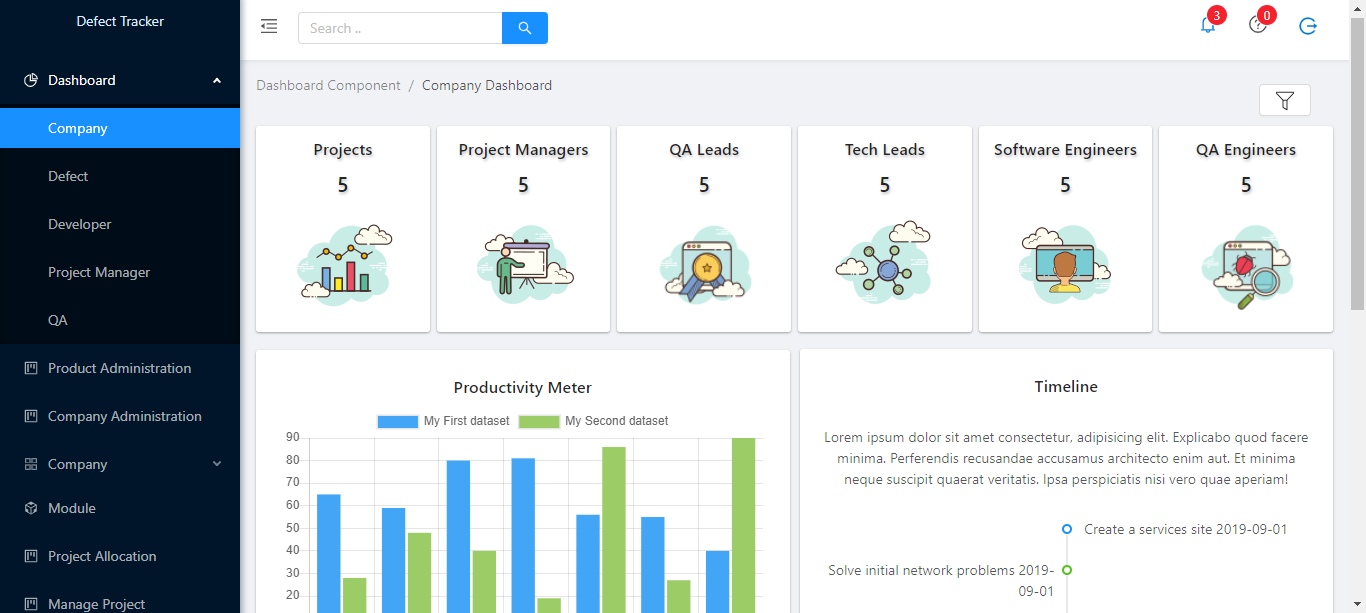 Defect Tracker
Dashboard
Company
Defect
Developer
Project Manager
QA
Product Administration
Company Administration
Company
Module
Project Allocation
Manage Project
Search ..
3
0
Dashboard Component / Company Dashboard
Projects
5
Project Managers
5
QA Leads
5
Tech Leads
5
Software Engineers
5
QA Engineers
5
Productivity Meter
My First dataset My Second dataset
90
80
70
60
50
40
30
20
Timeline
Lorem ipsum dolor sit amet consectetur, adipisicing elit. Explicabo quod facere
minima. Perferendis recusandae accusamus architecto enim aut. Et minima
neque suscipit quaerat veritatis. Ipsa perspiciatis nisi vero quae aperiam!
Create a services site 2019-09-01
Solve initial network problems 2019-
09-01